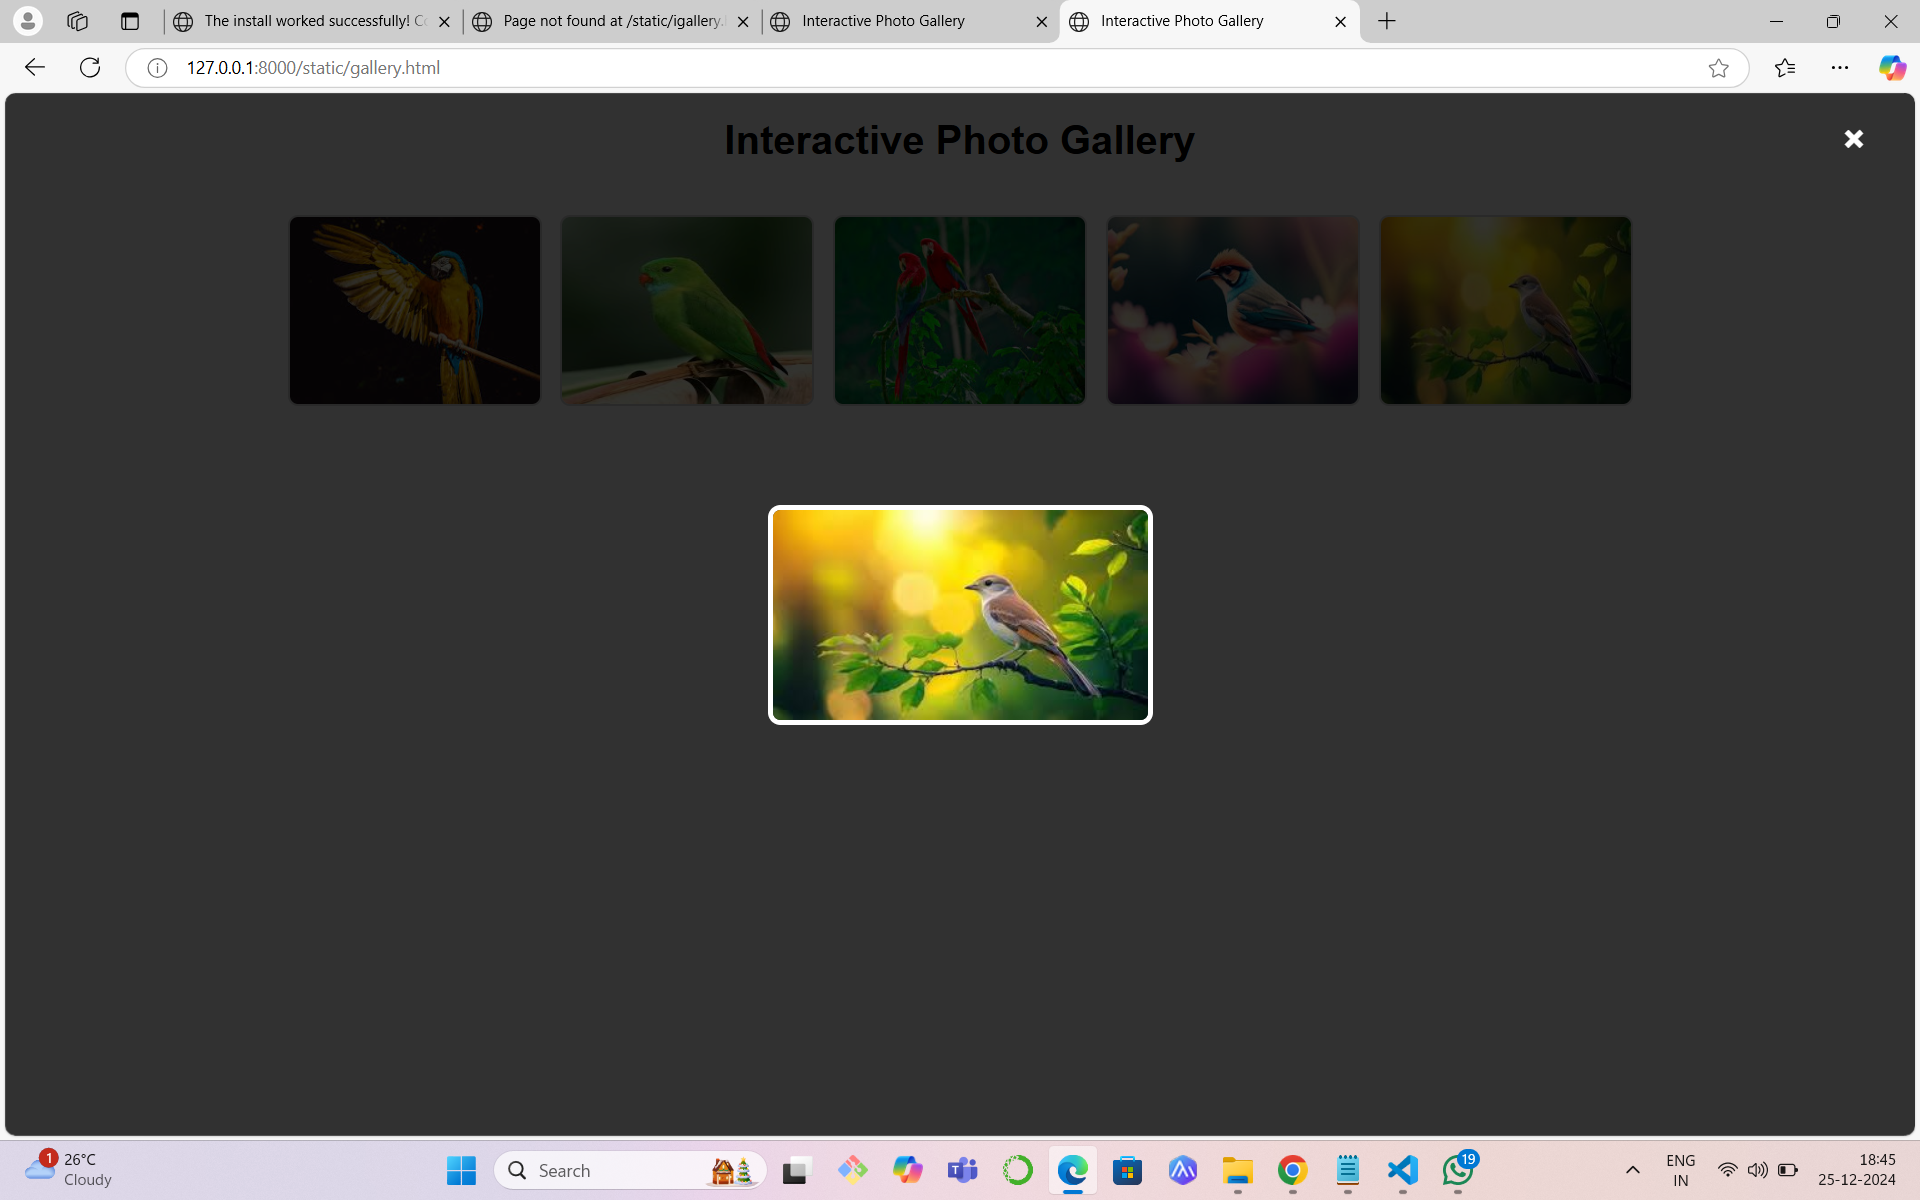 The install worked successfully! Co
Page not found at /static/igallery.
Interactive Photo Gallery
Interactive Photo Gallery
127.0.0.1:8000/static/gallery.html
Interactive Photo Gallery
1
26°C
Cloudy
Search
19
ENG
IN
18:45
25-12-2024